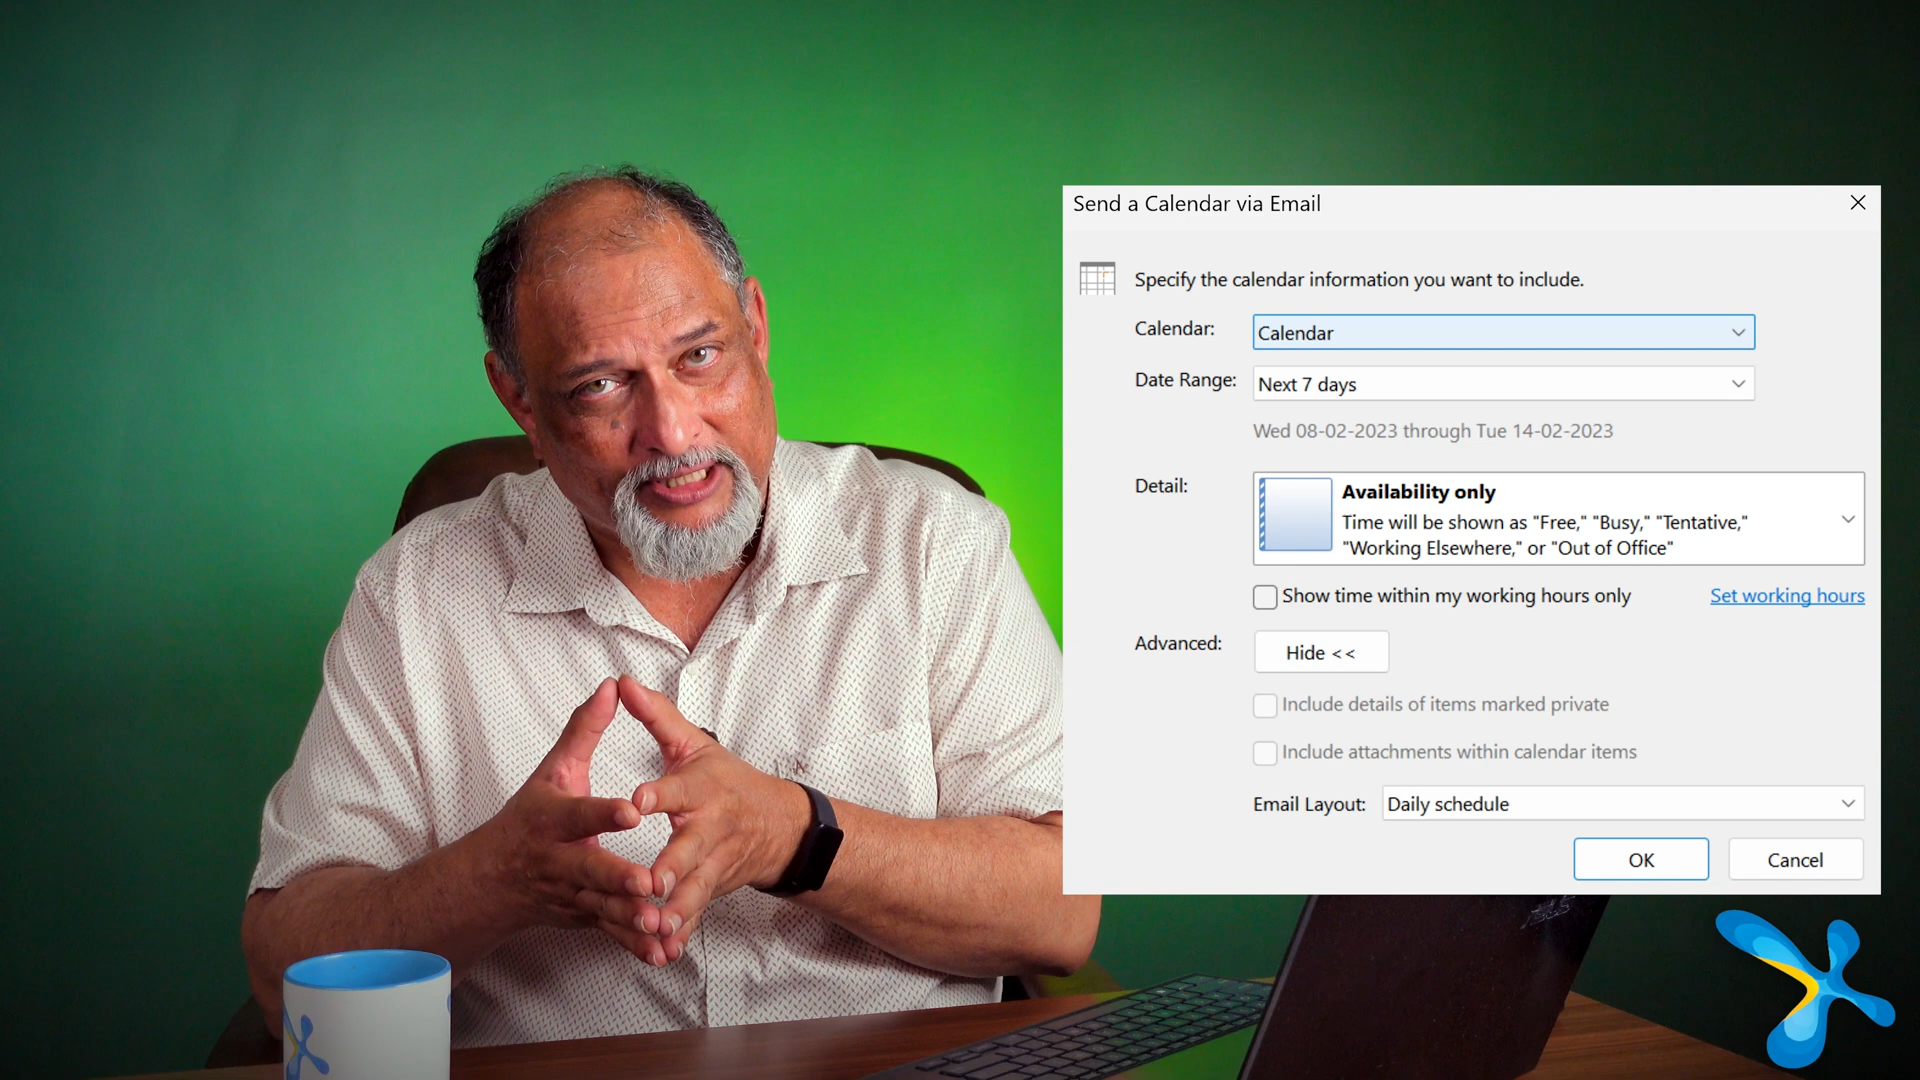 Send a Calendar via Email
Specify the calendar information you want to include.
Calendar:
Calendar
Date Range:
Next 7 days
Wed 08-02-2023 through Tue 14-02-2023
Detail:
Availability only
Time will be shown as "Free," "Busy," "Tentative,"
"Working Elsewhere," or "Out of Office"
Show time within my working hours only
Set working hours
Advanced:
Hide <<
Include details of items marked private
Include attachments within calendar items
Email Layout:
Daily schedule
OK
Cancel